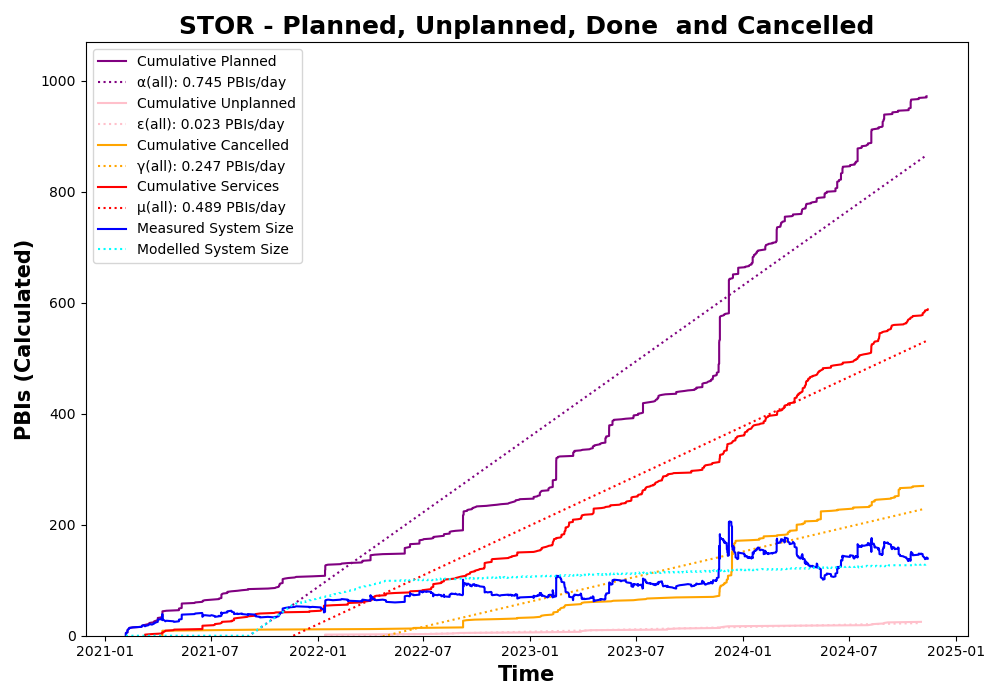 STOR - Planned, Unplanned, Done  and Cancelled
Cumulative Planned
α(all): 0.745 PBIs/day
Cumulative Unplanned
ε(all): 0.023 PBIs/day
Cumulative Cancelled
γ(all): 0.247 PBIs/day
Cumulative Services
μ(all): 0.489 PBIs/day
Measured System Size
Modelled System Size
PBIs (Calculated)
1000
800
600
400
200
0
2021-01 2021-07 2022-01 2022-07 2023-01 2023-07 2024-01 2024-07 2025-01
Time